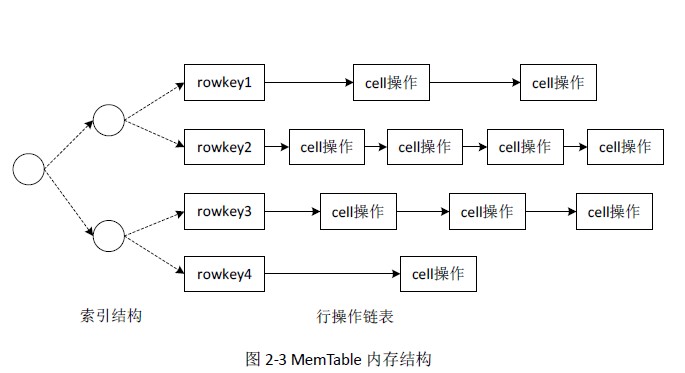 rowkey1 cell操作 cell操作
rowkey2 cell操作 cell操作 cell操作 cell操作
rowkey3 cell操作 cell操作 cell操作
rowkey4 cell操作
索引结构 行操作链表
图 2-3 MemTable 内存结构